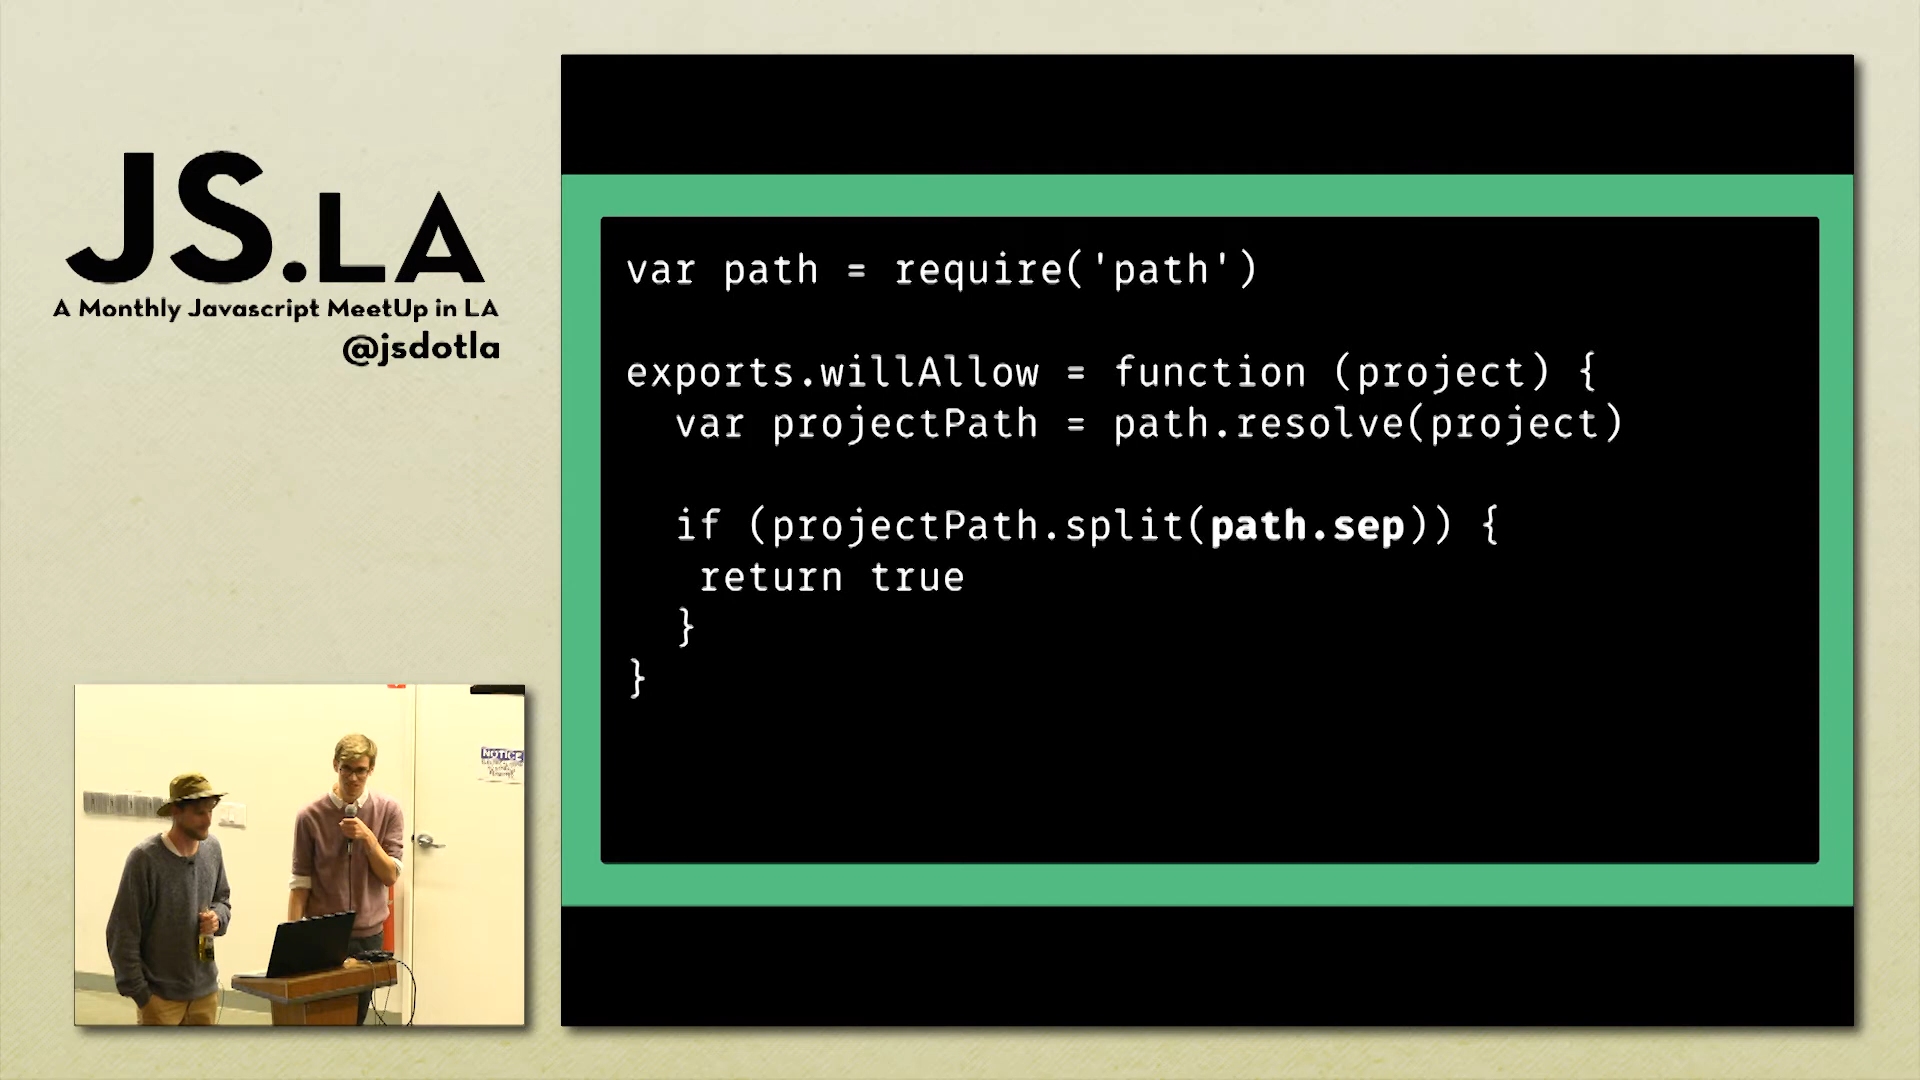 JS.LA
A Monthly Javascript MeetUp in LA
@jsdotla
var path = require('path')
exports.willAllow = function (project) {
var projectPath = path.resolve(project)
if (projectPath.split(path.sep)) {
return true
}
}
NOTICE